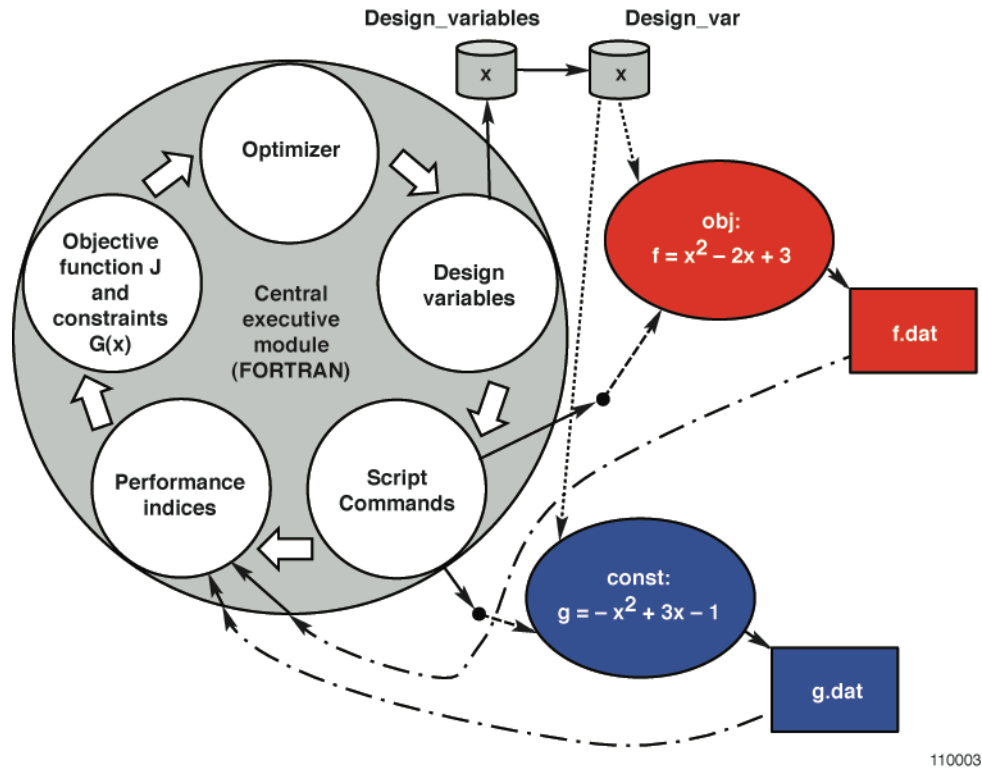 Design_variables
Design_var
x
x
Optimizer
obj:
f = x² – 2x + 3
Objective
function J
and
constraints
G(x)
Design
variables
Central
executive
module
(FORTRAN)
f.dat
Performance
indices
Script
Commands
const:
g = – x² + 3x – 1
g.dat
110003